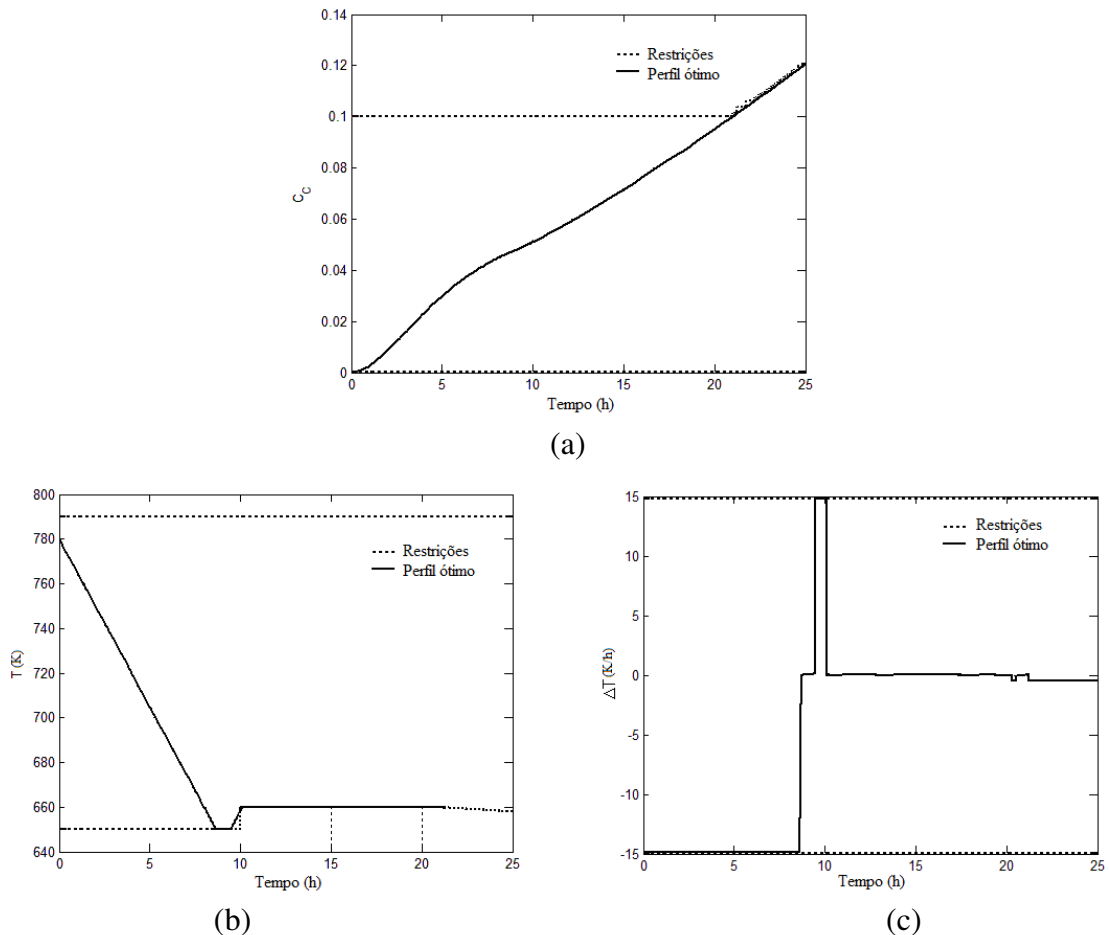 0.14
0.12
0.1
0.08
0.06
0.04
0.02
0
C_C
Restrições
Perfil ótimo
0 5 10 15 20 25
Tempo (h)
(a)
800
780
760
740
720
700
680
660
640
T (K)
Restrições
Perfil ótimo
0 5 10 15 20 25
Tempo (h)
(b)
15
10
5
0
-5
-10
-15
△T (K/h)
Restrições
Perfil ótimo
0 5 10 15 20 25
Tempo (h)
(c)